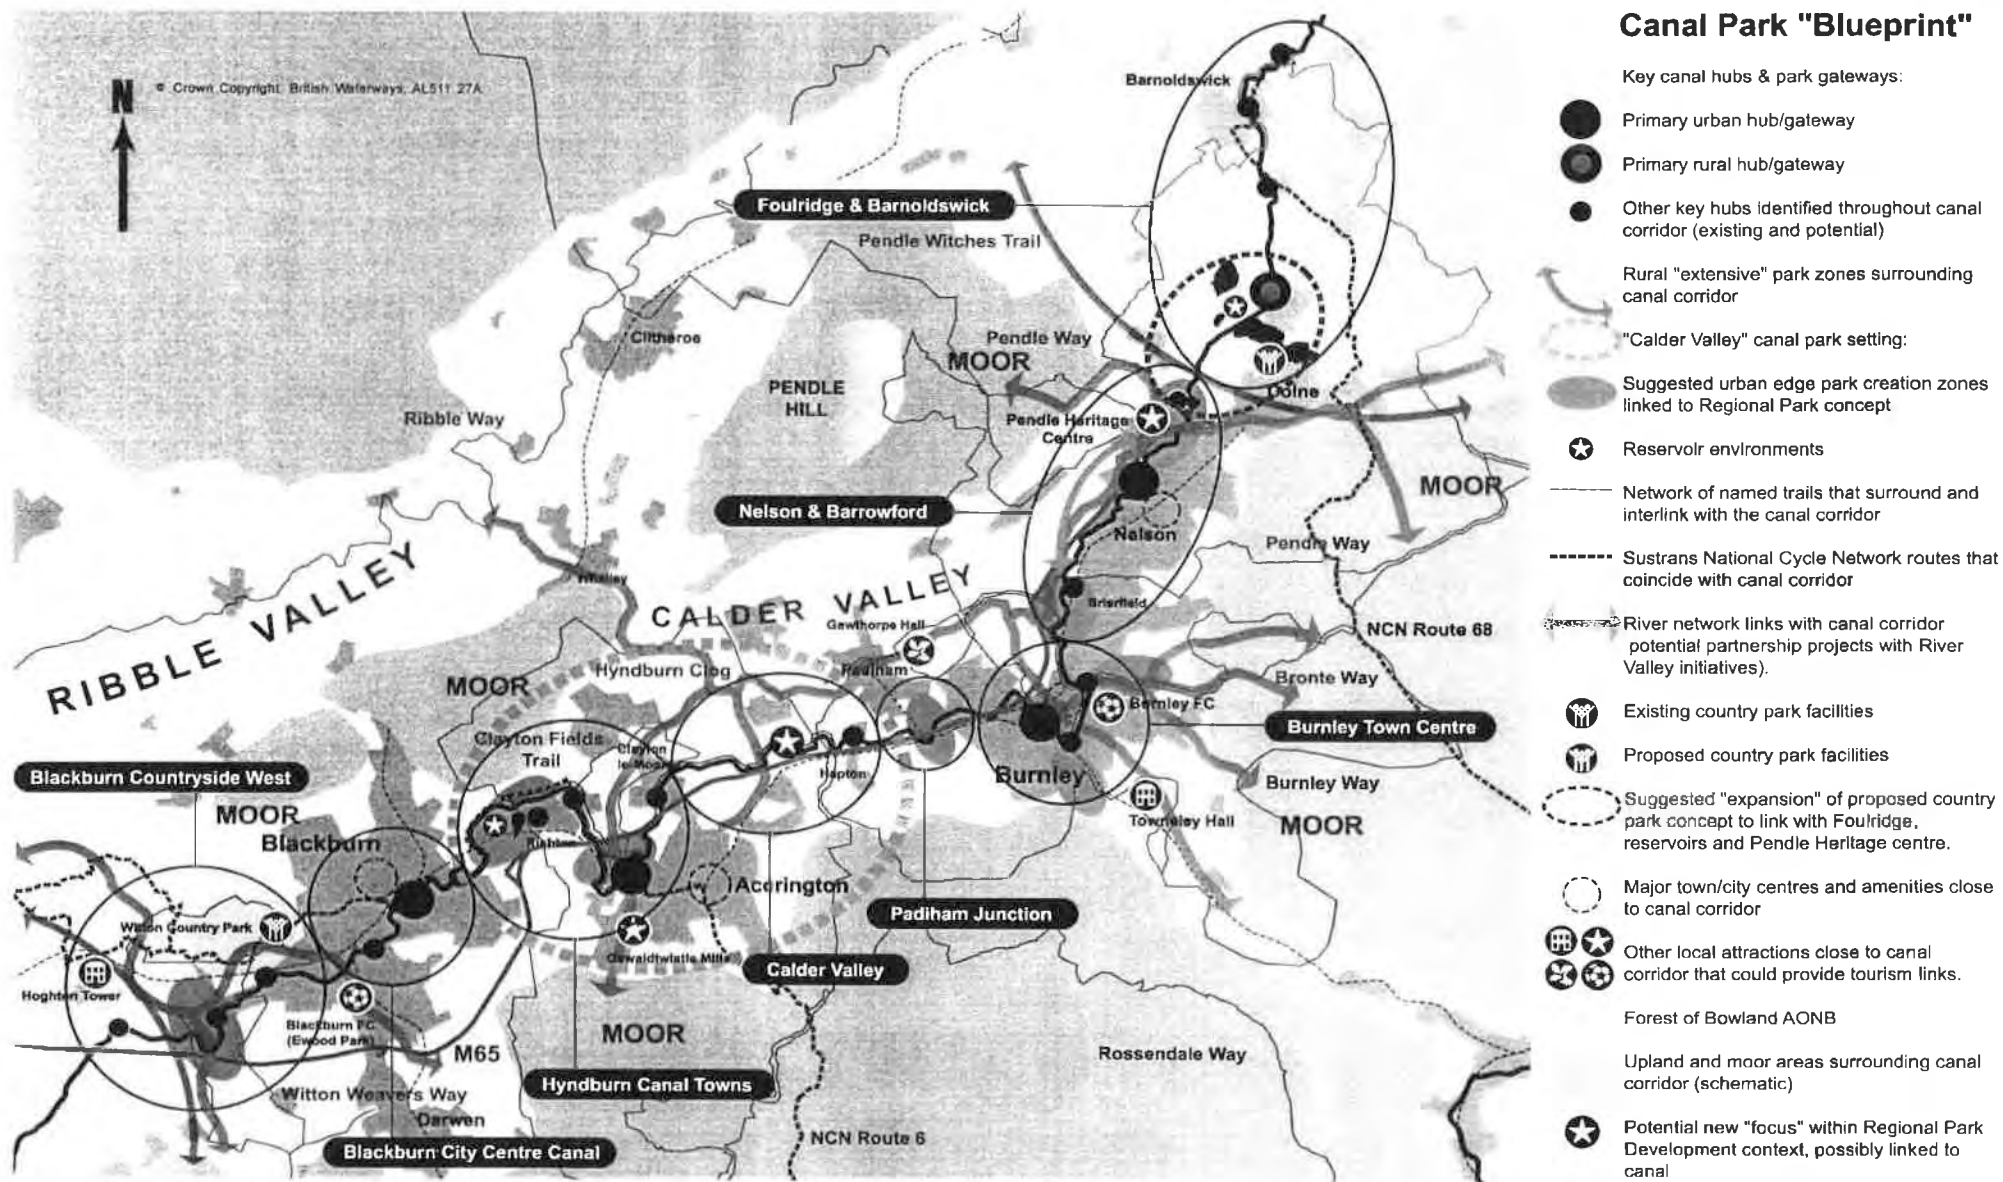 Canal Park "Blueprint"
Key canal hubs & park gateways:
Primary urban hub/gateway
Primary rural hub/gateway
Other key hubs identified throughout canal
corridor (existing and potential)
Rural "extensive" park zones surrounding
canal corridor
"Calder Valley" canal park setting:
Suggested urban edge park creation zones
linked to Regional Park concept
Reservoir environments
Network of named trails that surround and
interlink with the canal corridor
Sustrans National Cycle Network routes that
coincide with canal corridor
River network links with canal corridor
potential partnership projects with River
Valley initiatives).
Existing country park facilities
Proposed country park facilities
Suggested "expansion" of proposed country
park concept to link with Foulridge,
reservoirs and Pendle Heritage centre.
Major town/city centres and amenities close
to canal corridor
Other local attractions close to canal
corridor that could provide tourism links.
Forest of Bowland AONB
Upland and moor areas surrounding canal
corridor (schematic)
Potential new "focus" within Regional Park
Development context, possibly linked to
canal
N
© Crown Copyright, British Waterways, AL511 27A
Barnoldswick
Foulridge & Barnoldswick
Pendle Witches Trail
Clitheroe
Pendle Way
MOOR
PENDLE
HILL
Colne
Ribble Way
Pendle Heritage
Centre
MOOR
Nelson & Barrowford
Nelson
Pendle Way
Whalley
RIBBLE VALLEY
CALDER VALLEY
Brierfield
Gawthorpe Hall
NCN Route 68
Hyndburn Clog
Padiham
MOOR
Bronte Way
Burnley FC
Burnley Town Centre
Clayton Fields
Trail
Clayton
le Moors
Hapton
Burnley
Burnley Way
Blackburn Countryside West
MOOR
Blackburn
Towneley Hall
MOOR
Rishton
Accrington
Padiham Junction
Witton Country Park
Oswaldtwistle Mills
Calder Valley
Hoghton Tower
Blackburn FC
(Ewood Park)
M65
MOOR
Rossendale Way
Hyndburn Canal Towns
Witton Weavers Way
Darwen
NCN Route 6
Blackburn City Centre Canal